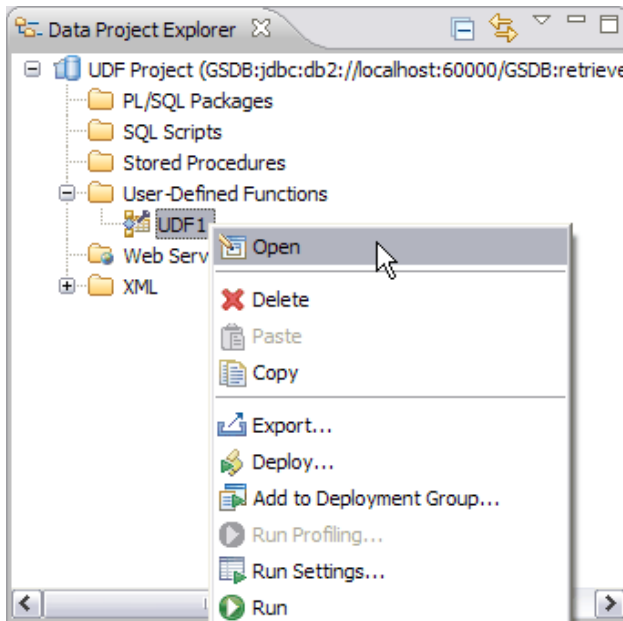 Data Project Explorer
UDF Project (GSDB:jdbc:db2://localhost:60000/GSDB:retrieve
PL/SQL Packages
SQL Scripts
Stored Procedures
User-Defined Functions
UDF1
Web Serv
XML
Open
Delete
Paste
Copy
Export...
Deploy...
Add to Deployment Group...
Run Profiling...
Run Settings...
Run